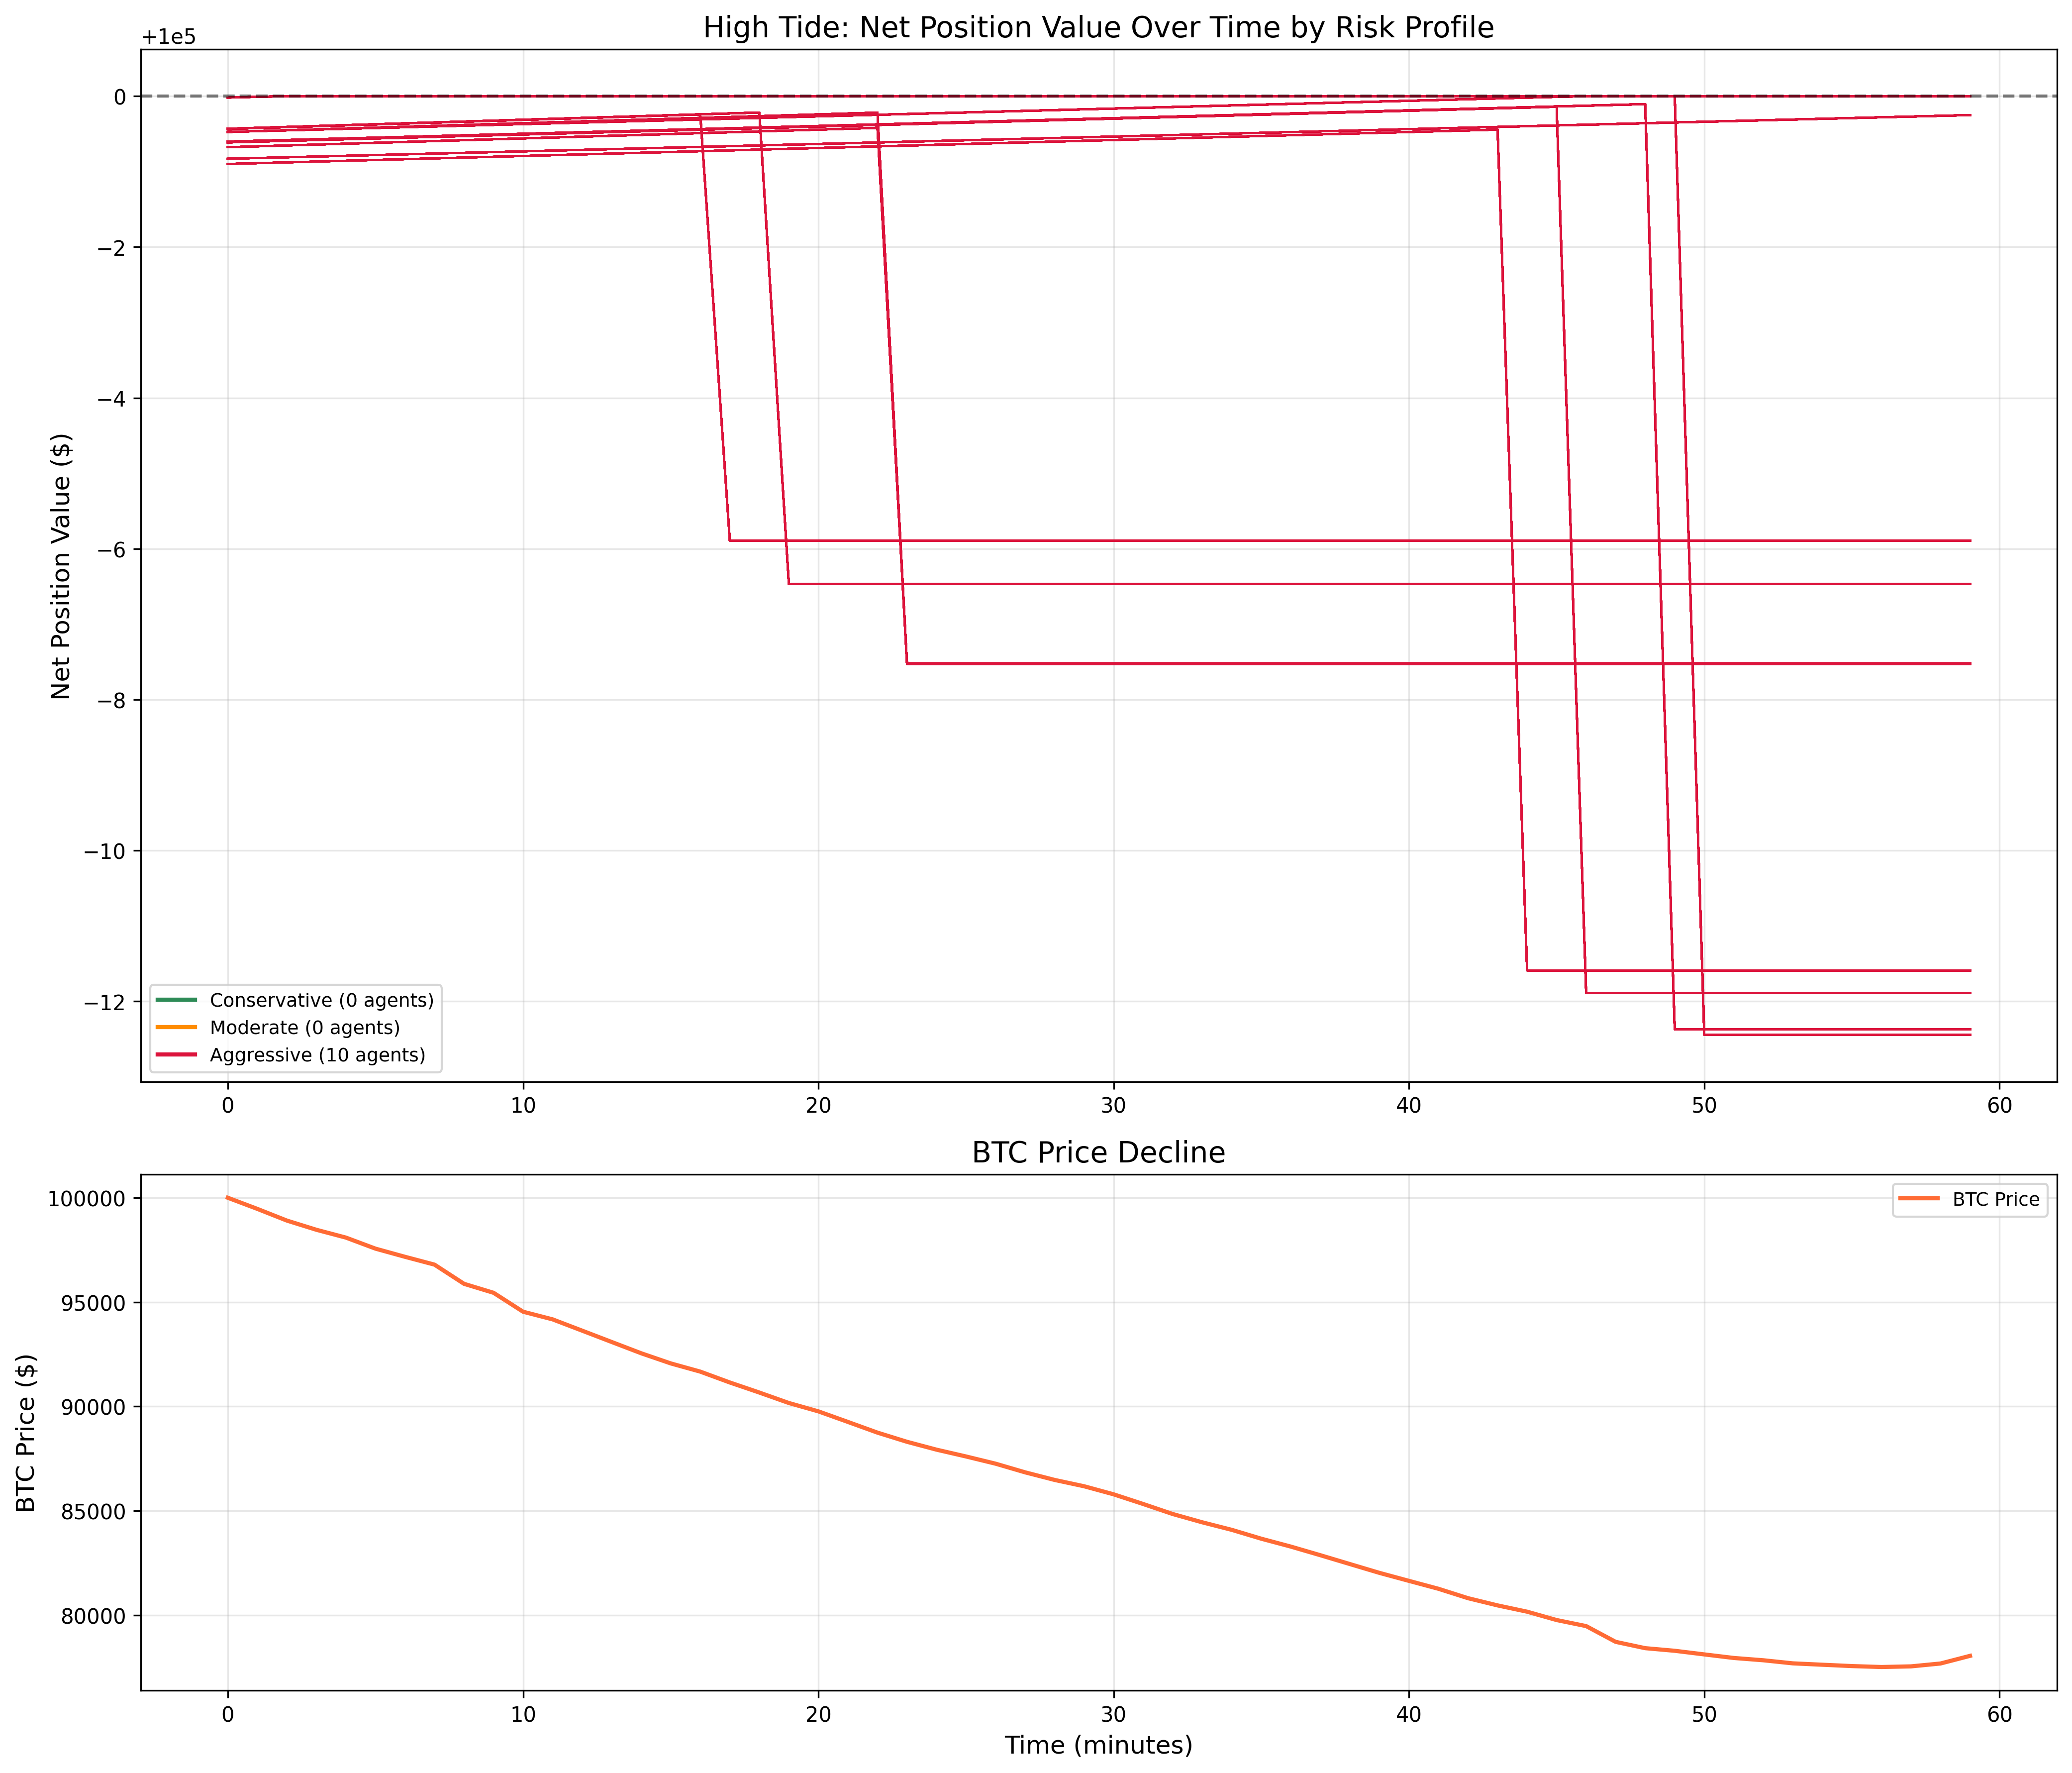 High Tide: Net Position Value Over Time by Risk Profile
+1e5
0
−2
−4
−6
−8
−10
−12
Net Position Value ($)
Conservative (0 agents)
Moderate (0 agents)
Aggressive (10 agents)
0 10 20 30 40 50 60
BTC Price Decline
100000
95000
90000
85000
80000
BTC Price ($)
BTC Price
0 10 20 30 40 50 60
Time (minutes)